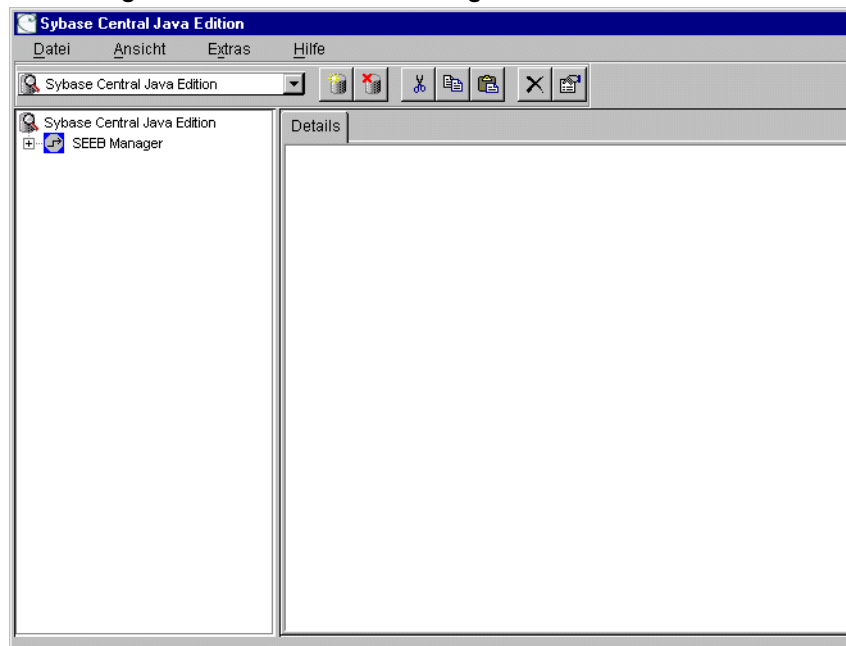 Sybase Central Java Edition
Datei Ansicht Extras Hilfe
Sybase Central Java Edition
Sybase Central Java Edition
SEEB Manager
Details